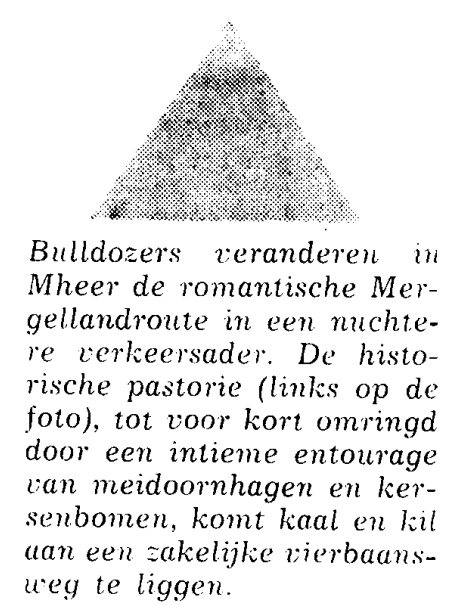 Bulldozers veranderen in
Mheer de romantische Mer-
gellandroute in een nuchte-
re verkeersader. De histo-
rische pastorie (links op de
foto), tot voor kort omringd
door een intieme entourage
van meidoornhagen en ker-
senbomen, komt kaal en kil
aan een zakelijke vierbaans-
weg te liggen.